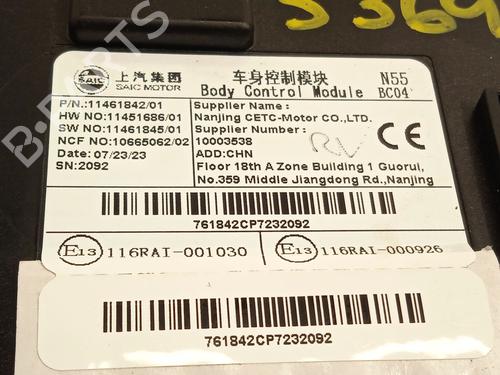 S369
上汽集团 车身控制模块 N55
SAIC
SAIC MOTOR Body Control Module BC04
P/N:11461842/01 Supplier Name :
HW NO:11451686/01 Nanjing CETC-Motor CO.,LTD.
SW NO:11461845/01 Supplier Number :
NCF NO:10665062/02 10003538
Date: 07/23/23 ADD:CHN
SN:2092 Floor 18th A Zone Building 1 Guorui,
No.359 Middle Jiangdong Rd.,Nanjing
RV
CE
761842CP7232092
E13 116RAI-001030 E13 116RAI-000926
761842CP7232092
B-PARTS